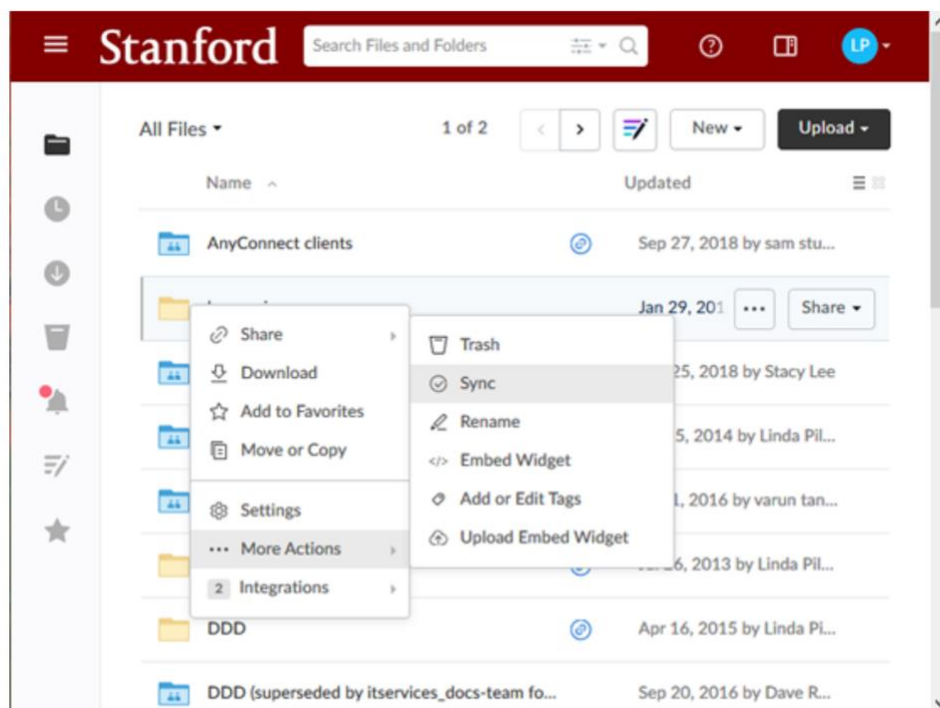 Stanford
Search Files and Folders
LP
All Files
1 of 2
New
Upload
Name
Updated
AnyConnect clients
Sep 27, 2018 by sam stu...
Jan 29, 201
Share
Share
Download
Add to Favorites
Move or Copy
Settings
More Actions
2 Integrations
Trash
Sync
Rename
Embed Widget
Add or Edit Tags
Upload Embed Widget
25, 2018 by Stacy Lee
5, 2014 by Linda Pil...
, 2016 by varun tan...
6, 2013 by Linda Pil...
DDD
Apr 16, 2015 by Linda Pi...
DDD (superseded by itservices_docs-team fo...
Sep 20, 2016 by Dave R...